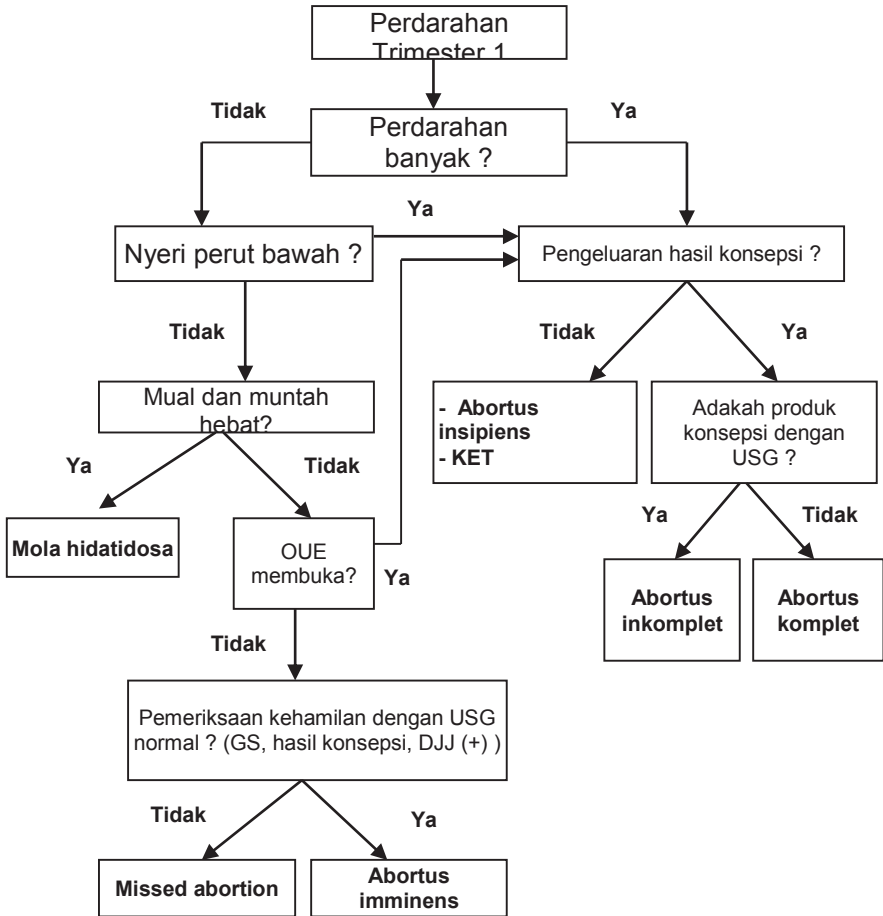 Perdarahan
Trimester 1
Tidak
Ya
Perdarahan
banyak ?
Ya
Nyeri perut bawah ?
Pengeluaran hasil konsepsi ?
Tidak
Tidak
Ya
Mual dan muntah
hebat?
- Abortus
insipiens
- KET
Adakah produk
konsepsi dengan
USG ?
Ya
Tidak
Ya
Tidak
Mola hidatidosa
OUE
membuka?
Ya
Abortus
inkomplet
Abortus
komplet
Tidak
Pemeriksaan kehamilan dengan USG
normal ? (GS, hasil konsepsi, DJJ (+) )
Tidak
Ya
Missed abortion
Abortus
imminens